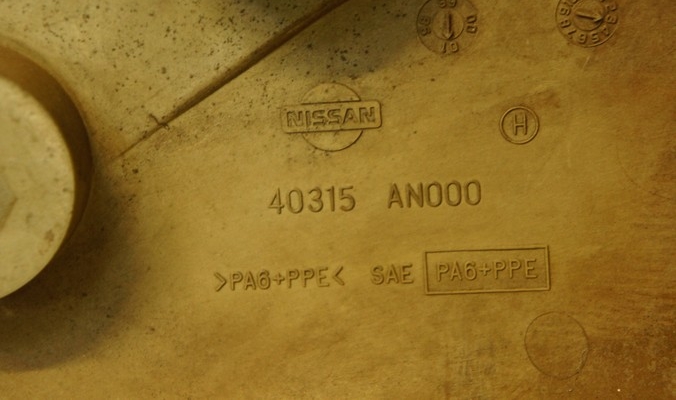 NISSAN
H
40315 AN000
>PA6+PPE< SAE PA6+PPE